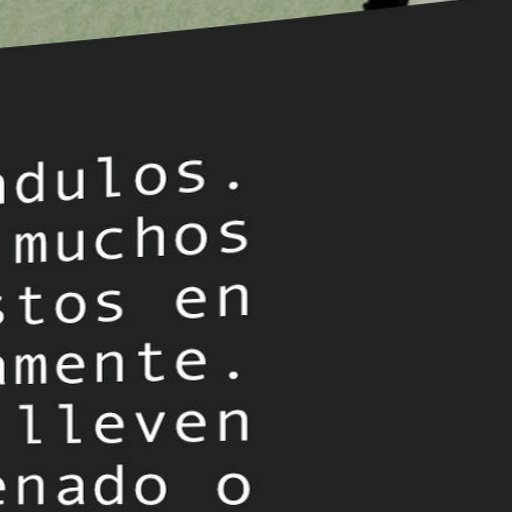 ndulos.
muchos
stos en
amente.
lleven
enado o